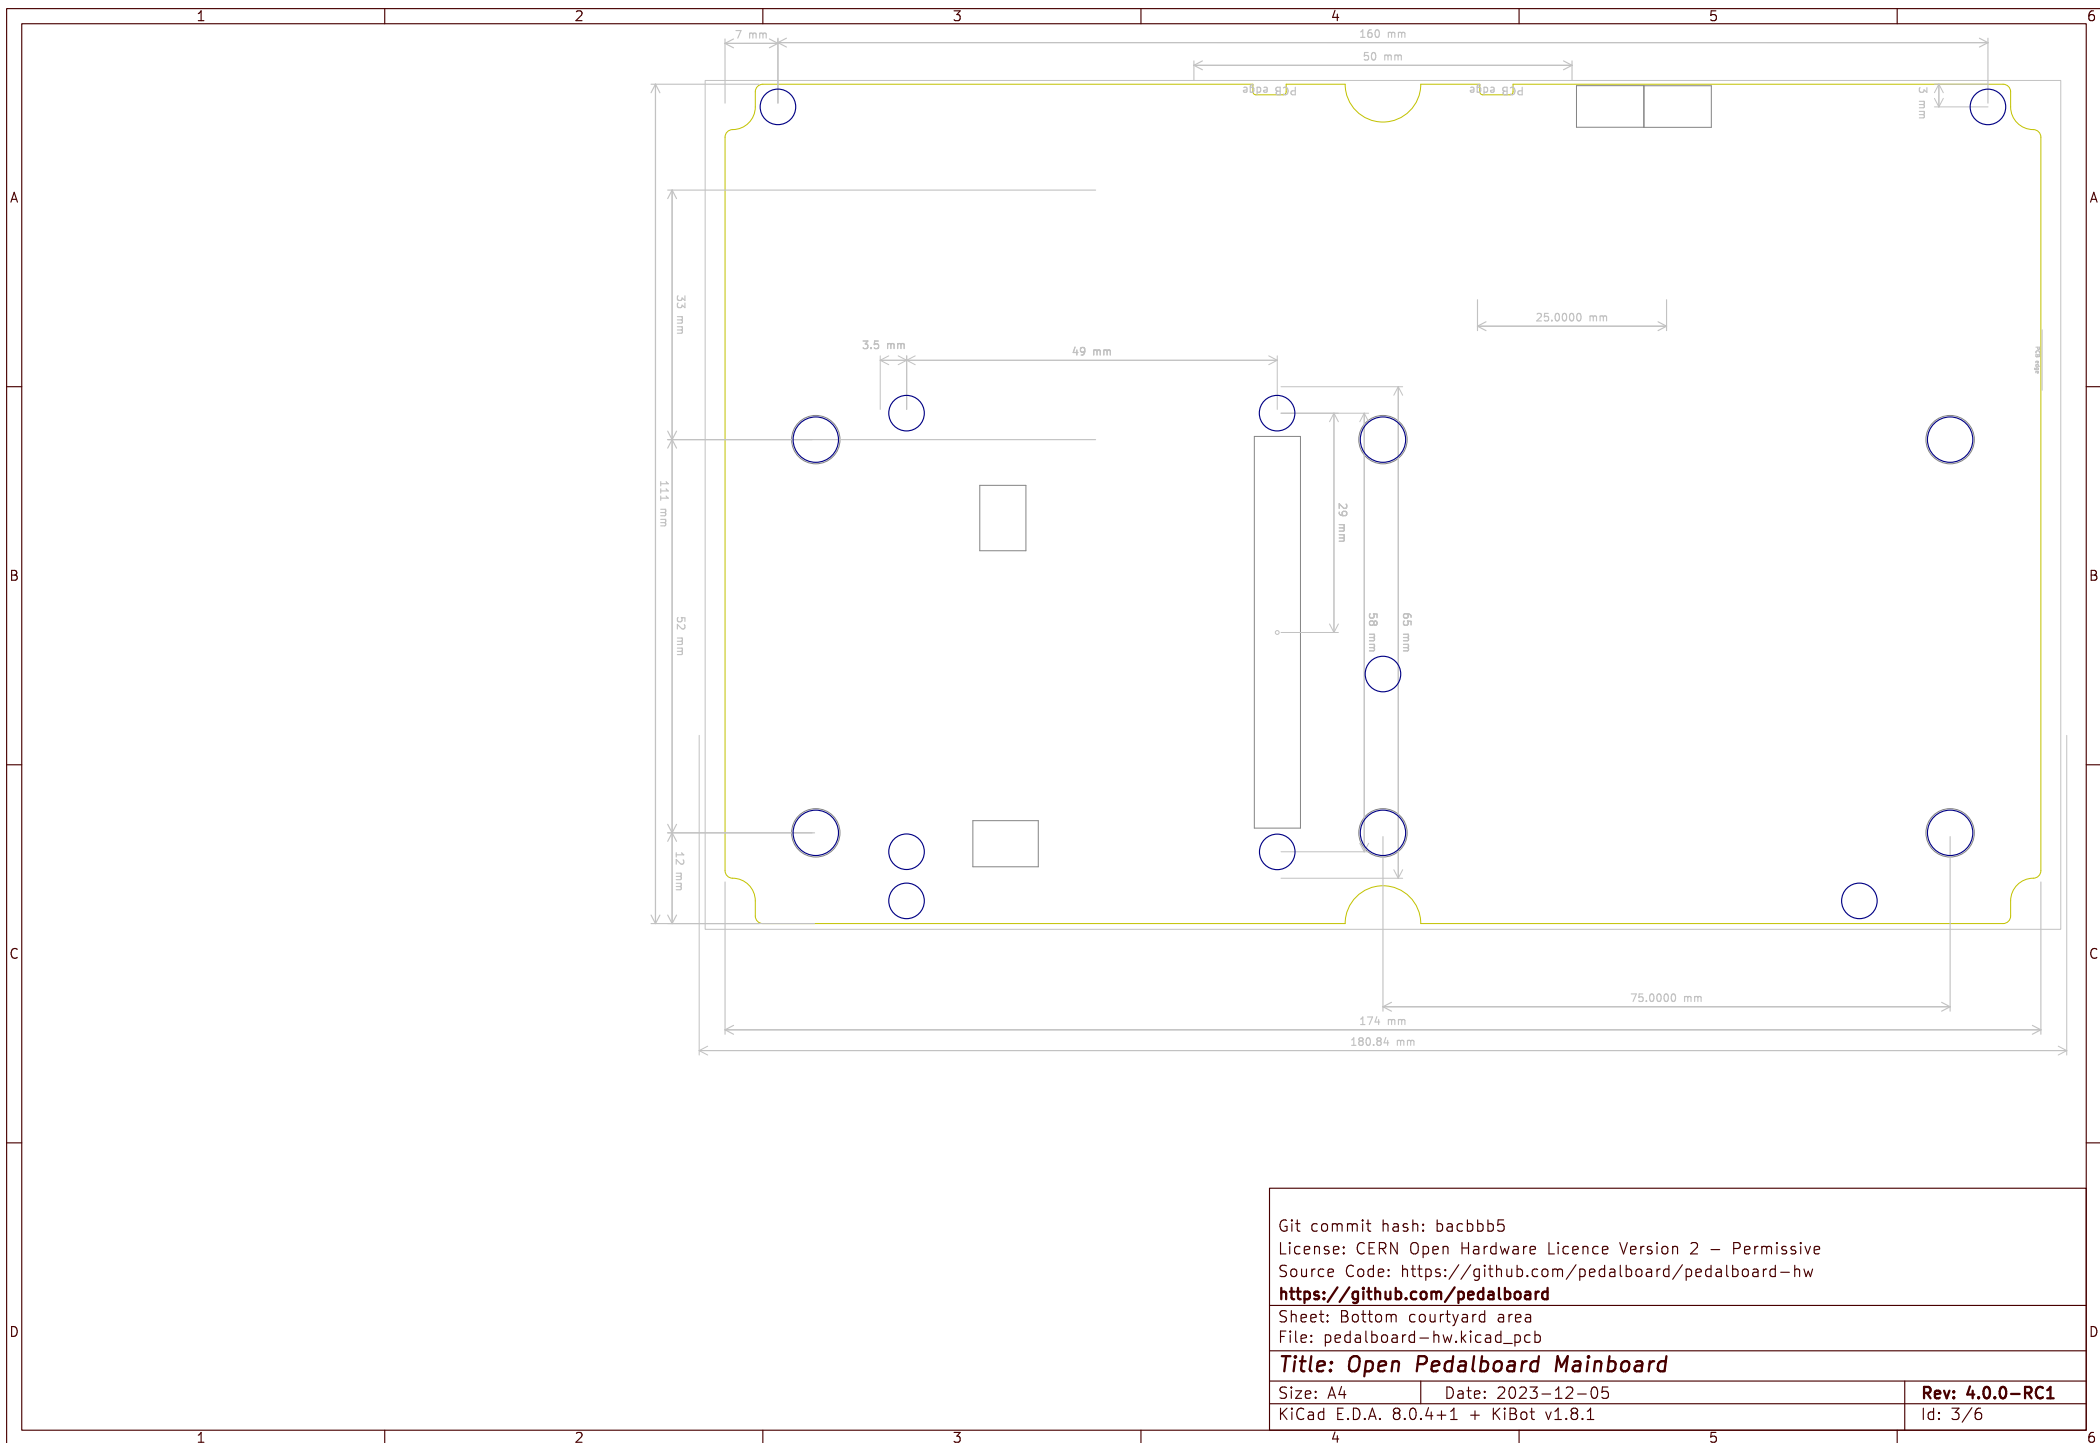 1 2 3 4 5 6
7 mm
160 mm
50 mm
PCB edge
PCB edge
3 mm
A
A
33 mm
25.0000 mm
3.5 mm
49 mm
PCB edge
111 mm
29 mm
B
B
52 mm
58 mm
65 mm
12 mm
C
C
75.0000 mm
174 mm
180.84 mm
Git commit hash: bacbbb5
License: CERN Open Hardware Licence Version 2 - Permissive
Source Code: https://github.com/pedalboard/pedalboard-hw
https://github.com/pedalboard
Sheet: Bottom courtyard area
D
D
File: pedalboard-hw.kicad_pcb
Title: Open Pedalboard Mainboard
Size: A4
Date: 2023-12-05
Rev: 4.0.0-RC1
KiCad E.D.A. 8.0.4+1 + KiBot v1.8.1
Id: 3/6
1 2 3 4 5 6